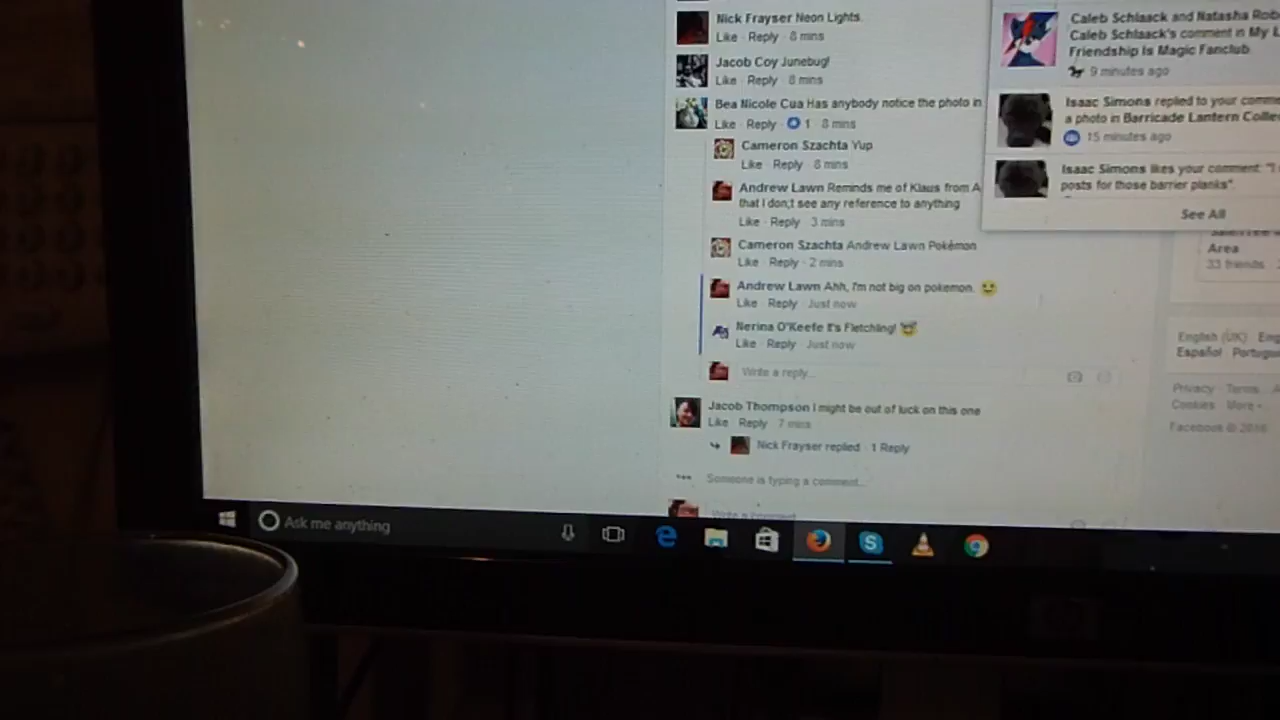 Nick Frayser Neon Lights.
Like · Reply · 8 mins
Jacob Coy Junebug!
Like · Reply · 8 mins
Bea Nicole Cua Has anybody notice the photo in
Like · Reply · 1 · 8 mins
Cameron Szachta Yup
Like · Reply · 8 mins
Andrew Lawn Reminds me of Klaus from A
that I don;t see any reference to anything
Like · Reply · 3 mins
Cameron Szachta Andrew Lawn Pokémon
Like · Reply · 2 mins
Andrew Lawn Ahh, I'm not big on pokemon.
Like · Reply · Just now
Nerina O'Keefe It's Fletchling!
Like · Reply · Just now
Write a reply...
Jacob Thompson I might be out of luck on this one
Like · Reply · 7 mins
Nick Frayser replied · 1 Reply
Someone is typing a comment...
Write a comment
Caleb Schlaack and Natasha Rob
Caleb Schlaack's comment in My L
Friendship Is Magic Fanclub
9 minutes ago
Isaac Simons replied to your comme
a photo in Barricade Lantern Collec
15 minutes ago
Isaac Simons likes your comment: "I
posts for those barrier planks".
See All
Area
33 friends
English (UK) · Eng
Español · Portugu
Privacy · Terms
Cookies · More
Facebook © 2016
Ask me anything